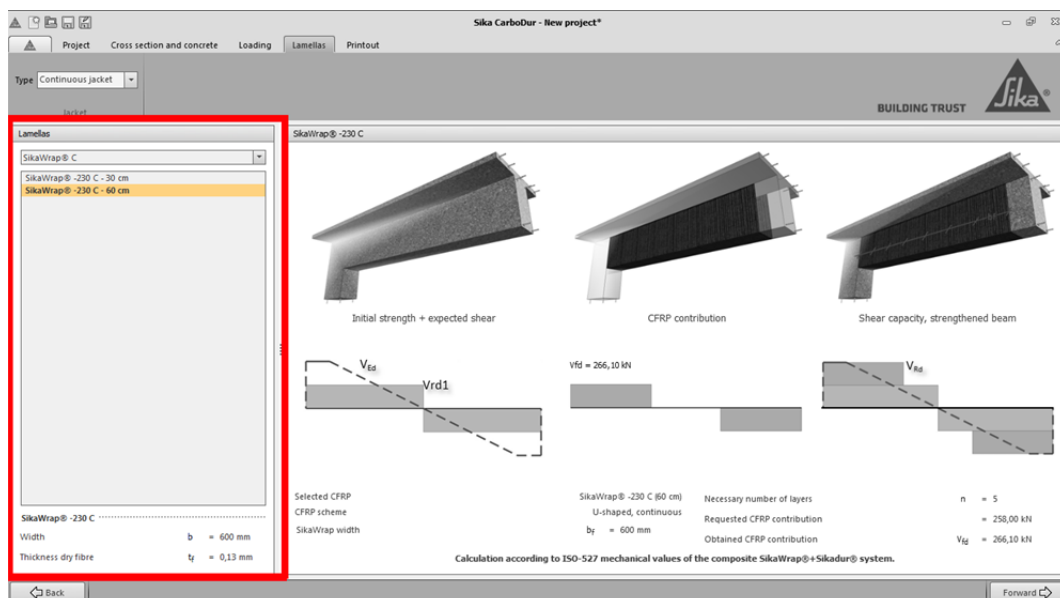 Sika CarboDur - New project*
Project Cross section and concrete Loading Lamellas Printout
Type Continuous jacket
Jacket
BUILDING TRUST
Sika®
Lamellas
SikaWrap® C
SikaWrap® -230 C - 30 cm
SikaWrap® -230 C - 60 cm
SikaWrap® -230 C
Width b = 600 mm
Thickness dry fibre tf = 0,13 mm
SikaWrap® -230 C
Initial strength + expected shear
CFRP contribution
Shear capacity, strengthened beam
VEd
Vrd1
Vfd = 266,10 kN
VRd
Selected CFRP SikaWrap® -230 C (60 cm)
CFRP scheme U-shaped, continuous
SikaWrap width bF = 600 mm
Necessary number of layers n = 5
Requested CFRP contribution = 258,00 kN
Obtained CFRP contribution Vfd = 266,10 kN
Calculation according to ISO-527 mechanical values of the composite SikaWrap®+Sikadur® system.
Back
Forward